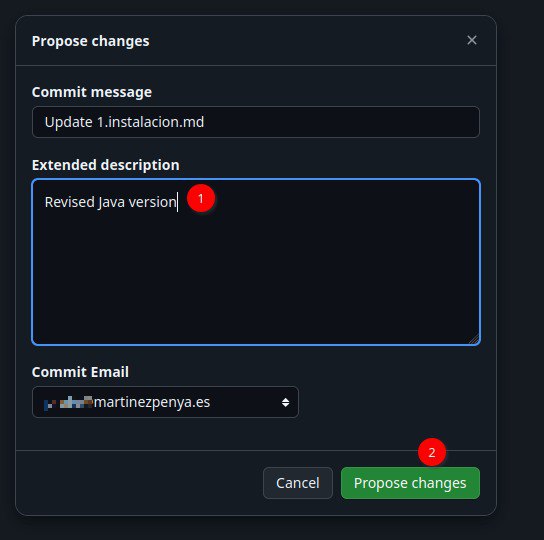 Propose changes
Commit message
Update 1.instalacion.md
Extended description
Revised Java version
1
Commit Email
martinezpenya.es
2
Cancel
Propose changes